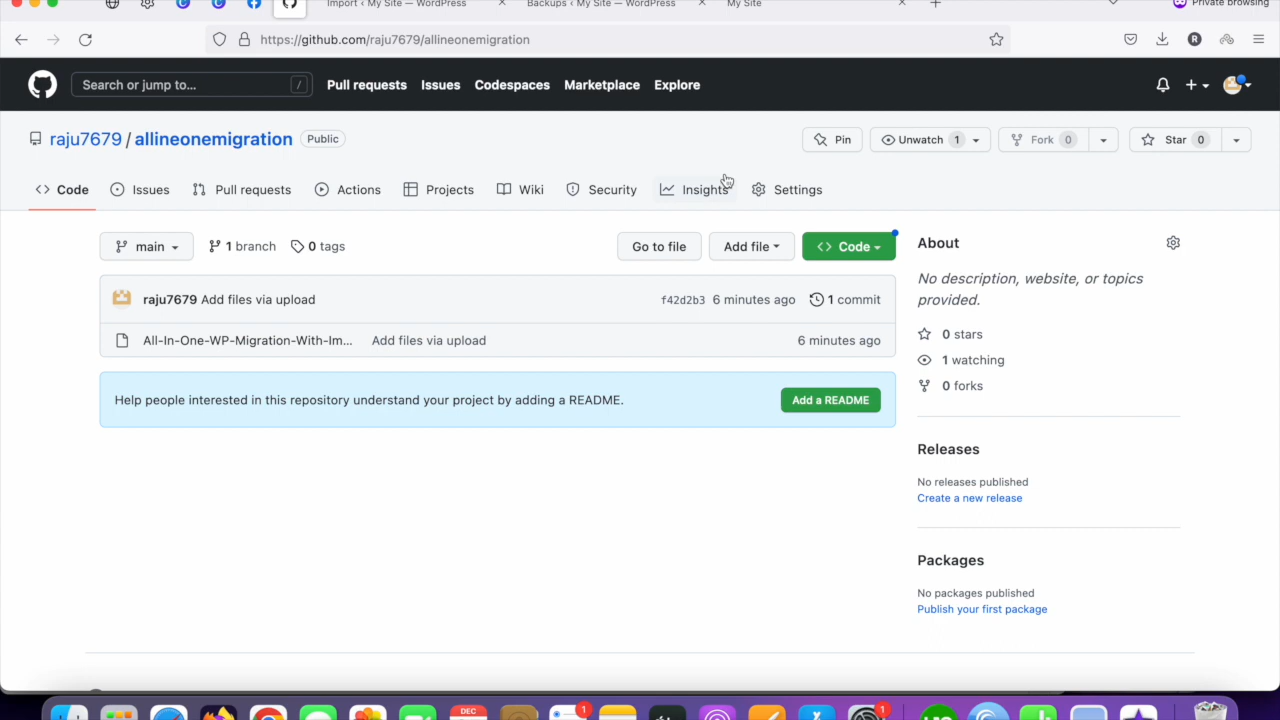 Import ‹ My Site — WordPress
Backups ‹ My Site — WordPress
My Site
Private browsing
https://github.com/raju7679/allineonemigration
R
Search or jump to...
/
Pull requests
Issues
Codespaces
Marketplace
Explore
raju7679 / allineonemigration
Public
Pin
Unwatch 1
Fork 0
Star 0
Code
Issues
Pull requests
Actions
Projects
Wiki
Security
Insights
Settings
main
1 branch
0 tags
Go to file
Add file
Code
raju7679 Add files via upload
f42d2b3 6 minutes ago
1 commit
All-In-One-WP-Migration-With-Im...
Add files via upload
6 minutes ago
Help people interested in this repository understand your project by adding a README.
Add a README
About
No description, website, or topics
provided.
0 stars
1 watching
0 forks
Releases
No releases published
Create a new release
Packages
No packages published
Publish your first package
DEC
1
1